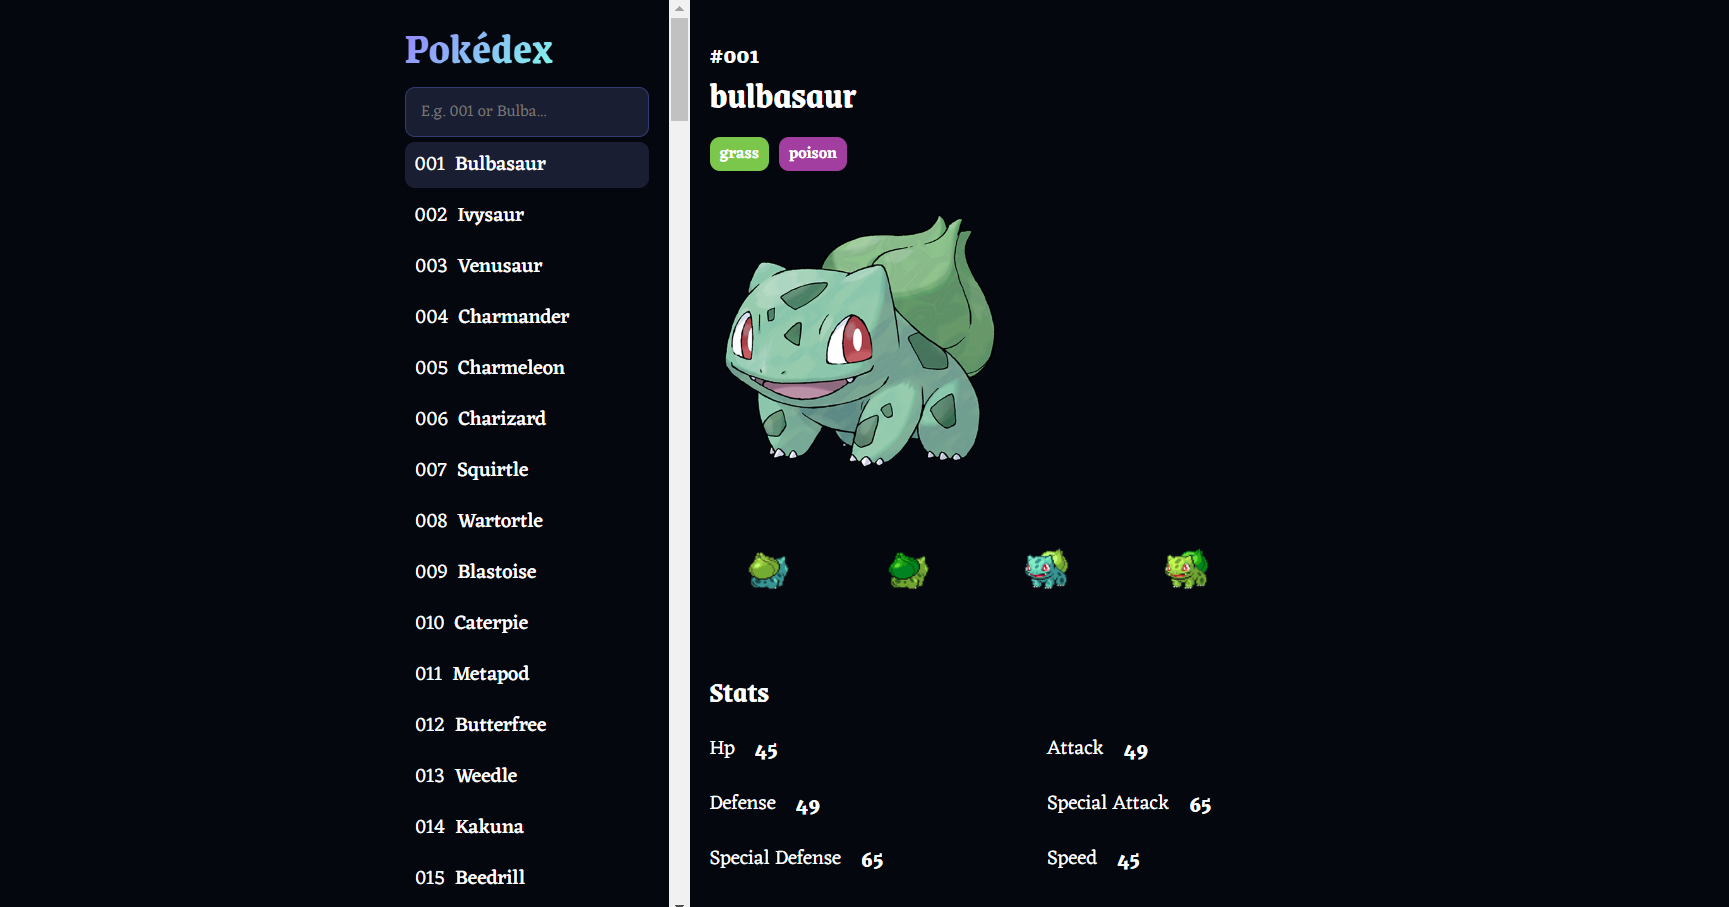 Pokédex
E.g. 001 or Bulba...
001 Bulbasaur
002 Ivysaur
003 Venusaur
004 Charmander
005 Charmeleon
006 Charizard
007 Squirtle
008 Wartortle
009 Blastoise
010 Caterpie
011 Metapod
012 Butterfree
013 Weedle
014 Kakuna
015 Beedrill
#001
bulbasaur
grass poison
Stats
Hp 45
Attack 49
Defense 49
Special Attack 65
Special Defense 65
Speed 45